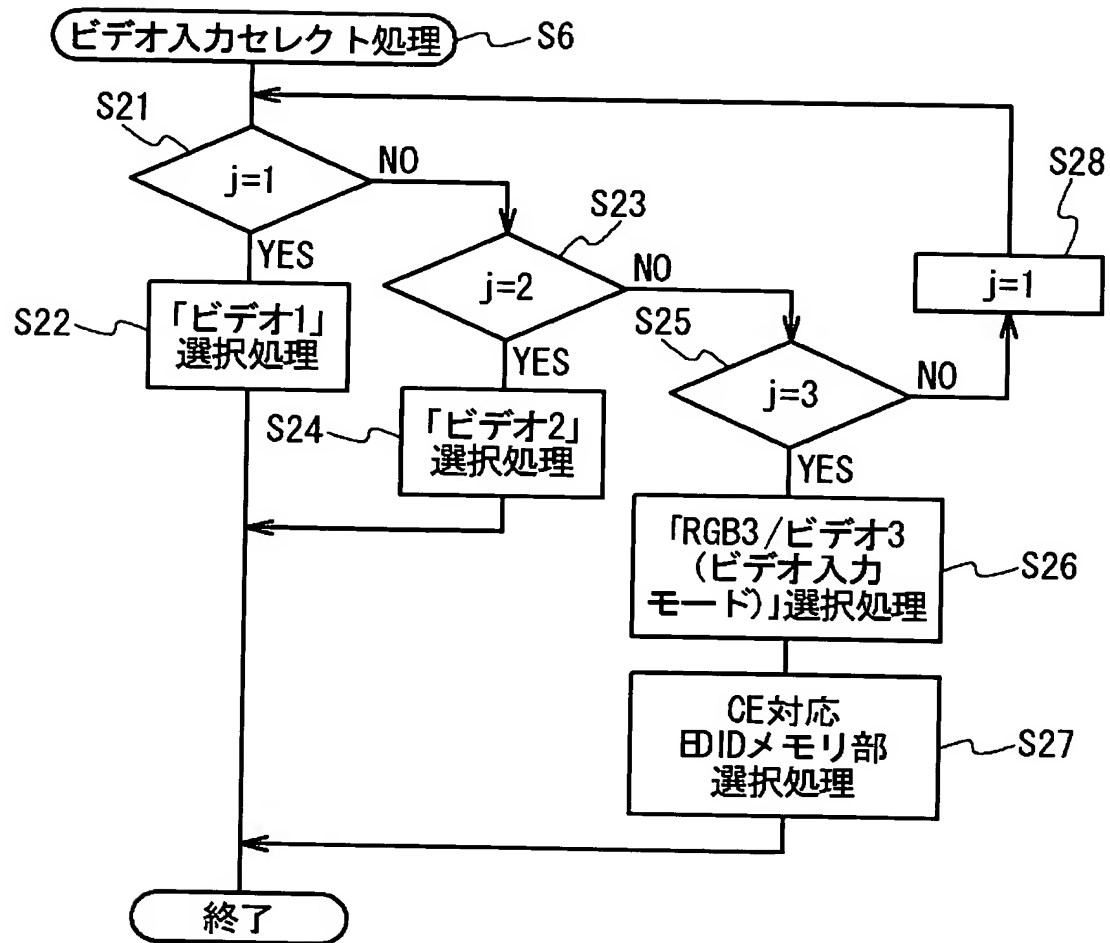 ビデオ入力セレクト処理
S6
S21
j=1
NO
YES
S22
「ビデオ1」
選択処理
S23
j=2
NO
YES
S24
「ビデオ2」
選択処理
S25
j=3
NO
YES
S28
j=1
「RGB3/ビデオ3
(ビデオ入力
モード)」選択処理
S26
CE対応
EDIDメモリ部
選択処理
S27
終了